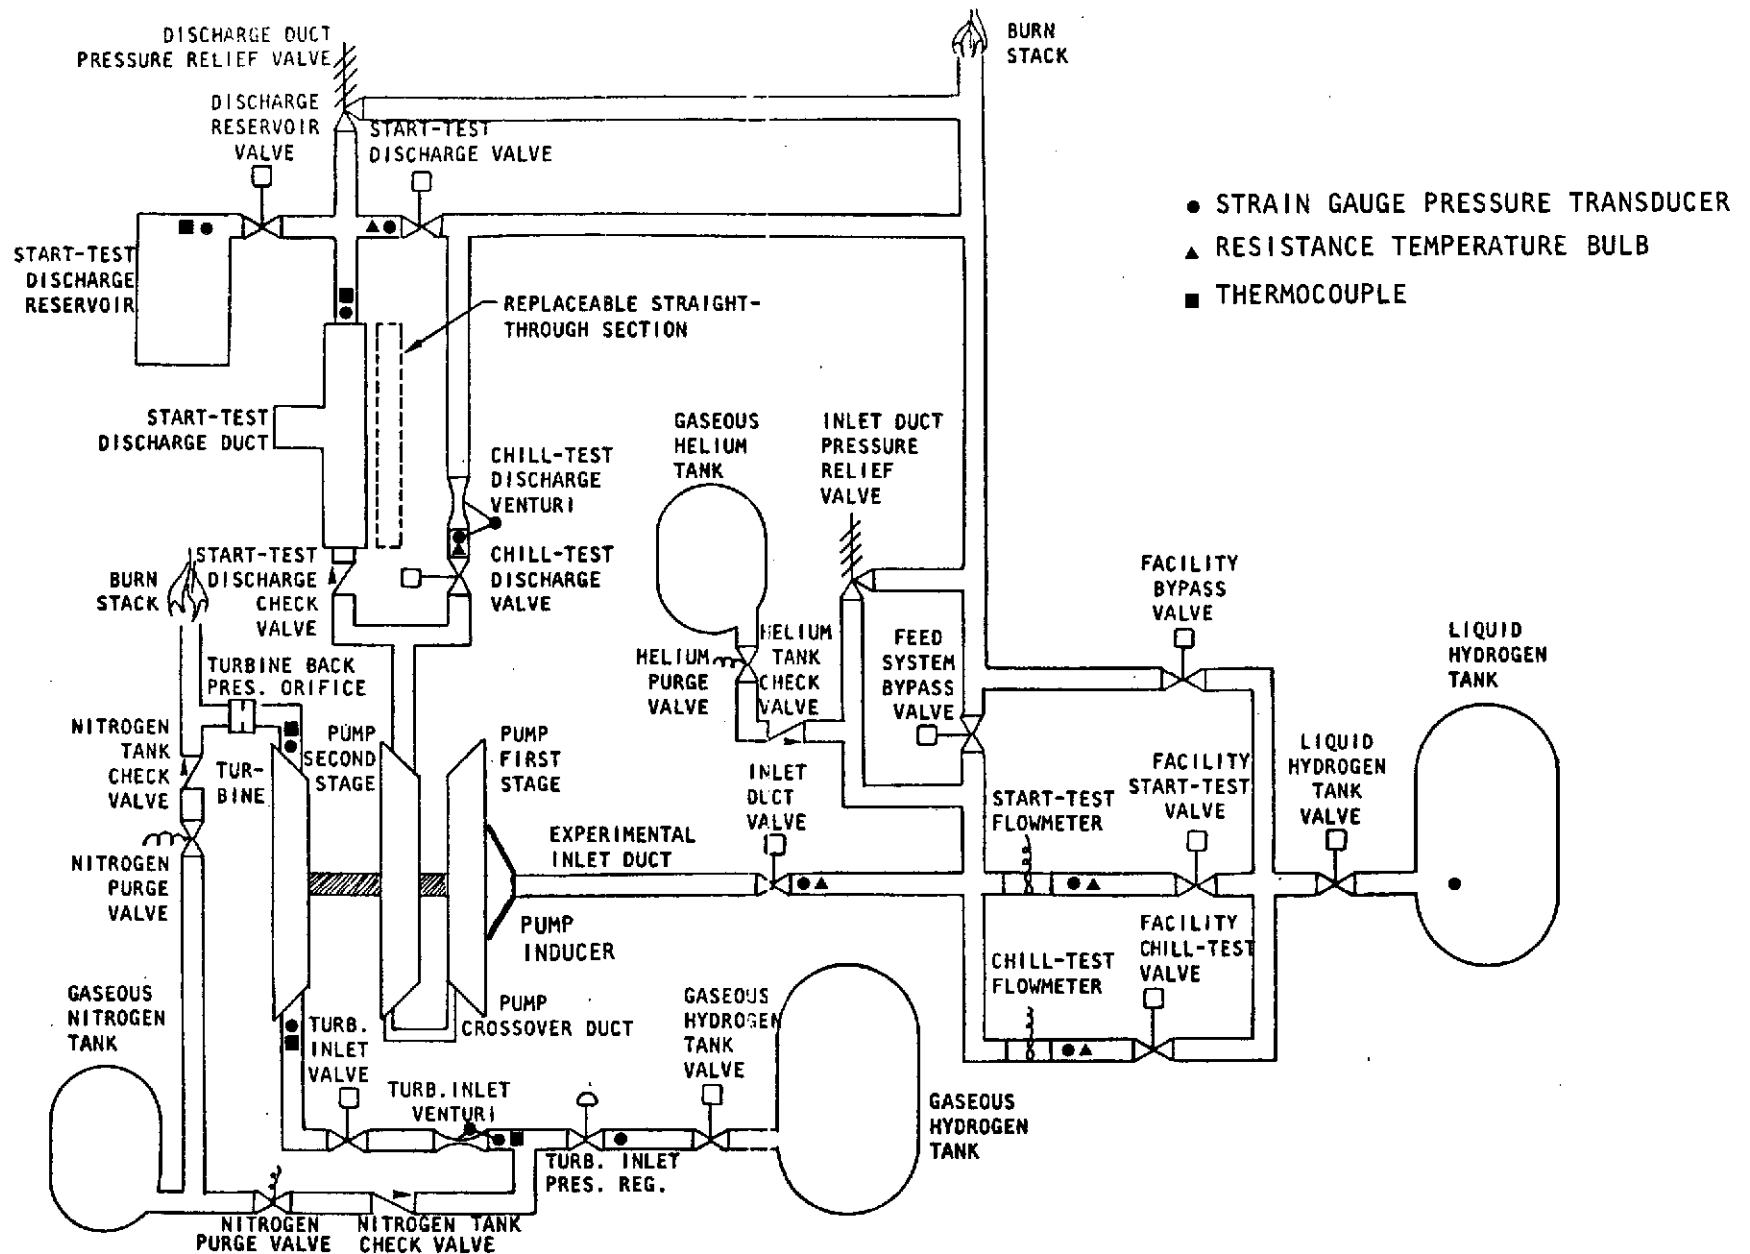 DISCHARGE DUCT
PRESSURE RELIEF VALVE
BURN
STACK
DISCHARGE
RESERVOIR
VALVE
START-TEST
DISCHARGE VALVE
STRAIN GAUGE PRESSURE TRANSDUCER
RESISTANCE TEMPERATURE BULB
THERMOCOUPLE
START-TEST
DISCHARGE
RESERVOIR
REPLACEABLE STRAIGHT-
THROUGH SECTION
START-TEST
DISCHARGE DUCT
GASEOUS
HELIUM
TANK
INLET DUCT
PRESSURE
RELIEF
VALVE
CHILL-TEST
DISCHARGE
VENTURI
CHILL-TEST
DISCHARGE
VALVE
START-TEST
DISCHARGE
CHECK
VALVE
BURN
STACK
FACILITY
BYPASS
VALVE
HELIUM
PURGE
VALVE
HELIUM
TANK
CHECK
VALVE
FEED
SYSTEM
BYPASS
VALVE
LIQUID
HYDROGEN
TANK
TURBINE BACK
PRES. ORIFICE
NITROGEN
TANK
CHECK
VALVE
TUR-
BINE
PUMP
SECOND
STAGE
PUMP
FIRST
STAGE
INLET
DUCT
VALVE
START-TEST
FLOWMETER
FACILITY
START-TEST
VALVE
LIQUID
HYDROGEN
TANK
VALVE
EXPERIMENTAL
INLET DUCT
NITROGEN
PURGE
VALVE
PUMP
INDUCER
CHILL-TEST
FLOWMETER
FACILITY
CHILL-TEST
VALVE
GASEOUS
NITROGEN
TANK
TURB.
INLET
VALVE
PUMP
CROSSOVER DUCT
GASEOUS
HYDROGEN
TANK
VALVE
TURB. INLET
VENTURI
GASEOUS
HYDROGEN
TANK
TURB. INLET
PRES. REG.
NITROGEN
PURGE VALVE
NITROGEN TANK
CHECK VALVE